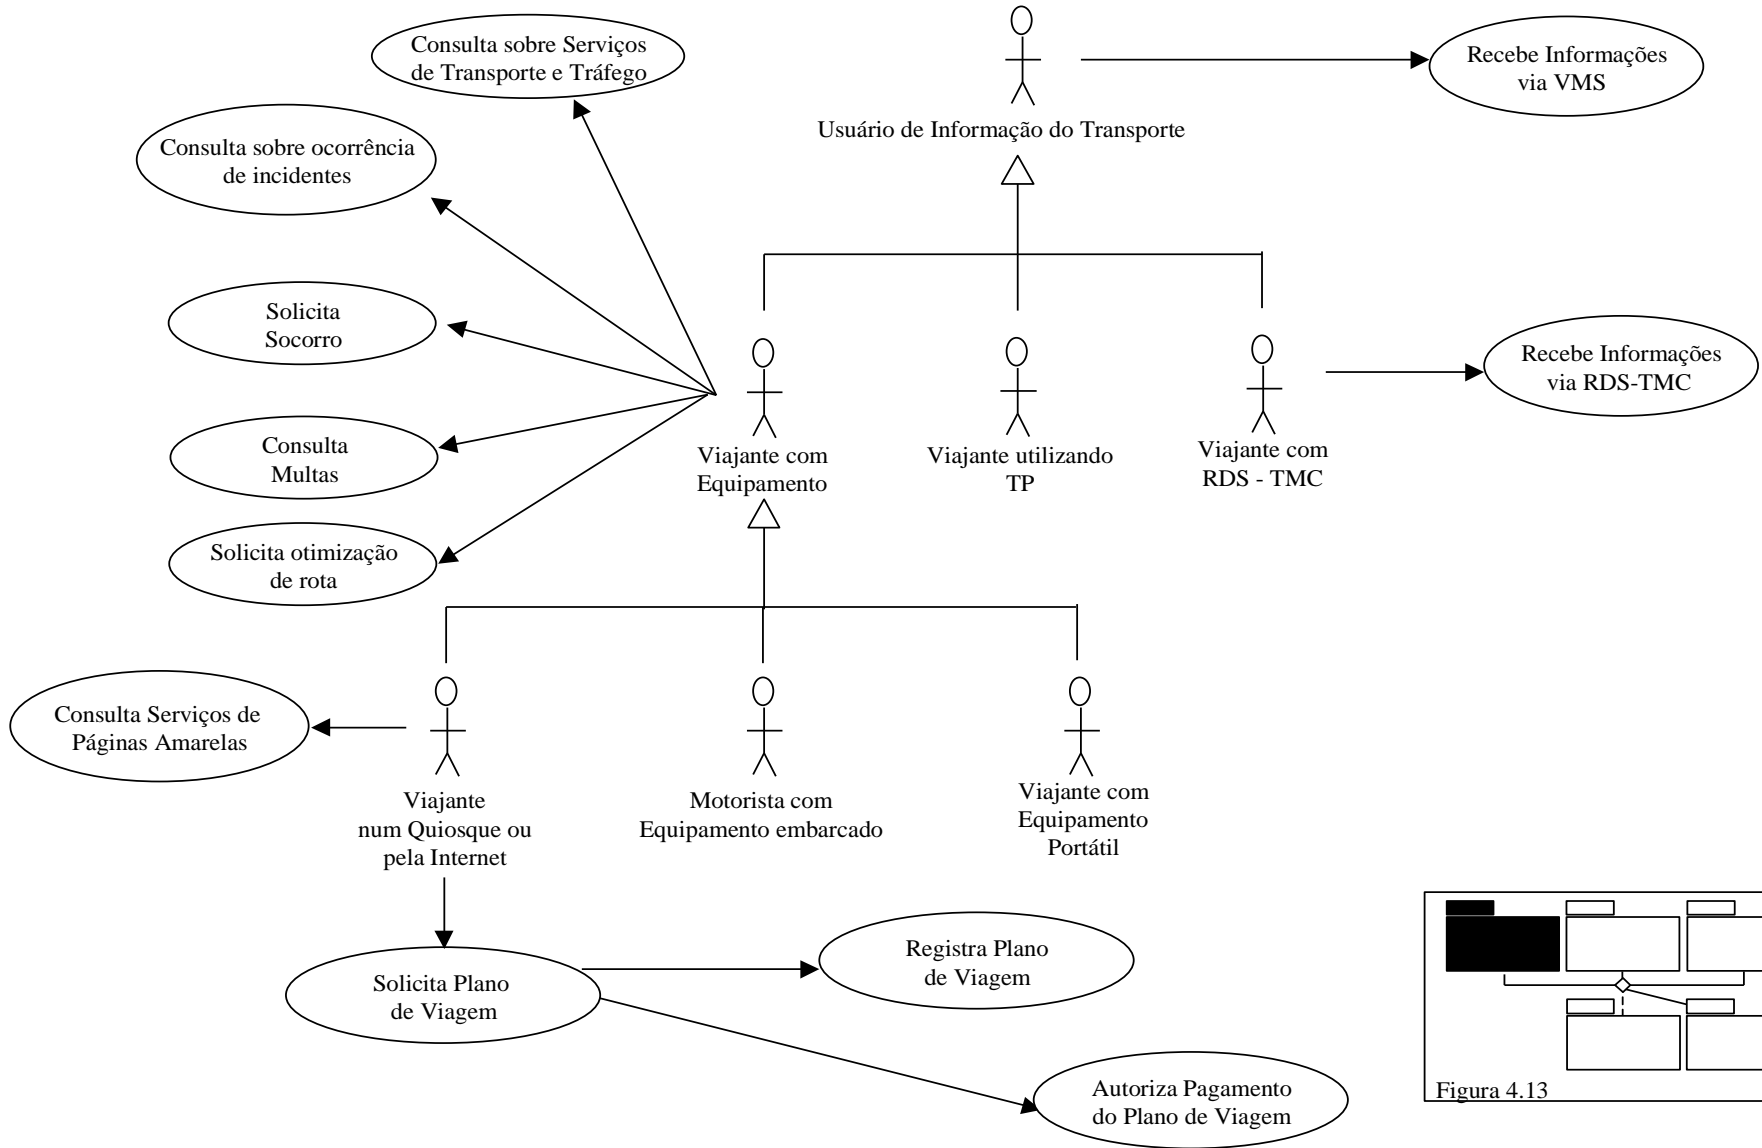 Consulta sobre Serviços
de Transporte e Tráfego
Recebe Informações
via VMS
Usuário de Informação do Transporte
Consulta sobre ocorrência
de incidentes
Solicita
Socorro
Recebe Informações
via RDS-TMC
Consulta
Multas
Viajante com
Equipamento
Viajante utilizando
TP
Viajante com
RDS - TMC
Solicita otimização
de rota
Consulta Serviços de
Páginas Amarelas
Viajante
num Quiosque ou
pela Internet
Motorista com
Equipamento embarcado
Viajante com
Equipamento
Portátil
Solicita Plano
de Viagem
Registra Plano
de Viagem
Autoriza Pagamento
do Plano de Viagem
Figura 4.13